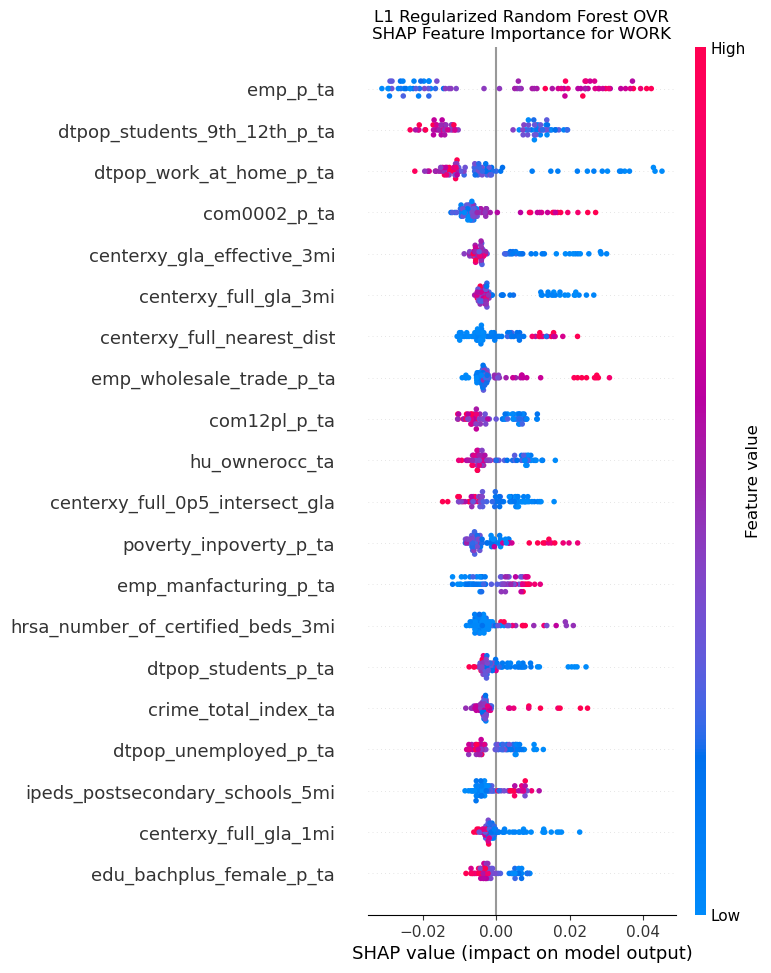 L1 Regularized Random Forest OVR
SHAP Feature Importance for WORK
High
emp_p_ta
dtpop_students_9th_12th_p_ta
dtpop_work_at_home_p_ta
com0002_p_ta
centerxy_gla_effective_3mi
centerxy_full_gla_3mi
centerxy_full_nearest_dist
emp_wholesale_trade_p_ta
com12pl_p_ta
hu_ownerocc_ta
centerxy_full_0p5_intersect_gla
poverty_inpoverty_p_ta
emp_manfacturing_p_ta
hrsa_number_of_certified_beds_3mi
dtpop_students_p_ta
crime_total_index_ta
dtpop_unemployed_p_ta
ipeds_postsecondary_schools_5mi
centerxy_full_gla_1mi
edu_bachplus_female_p_ta
Feature value
Low
−0.02 0.00 0.02 0.04
SHAP value (impact on model output)